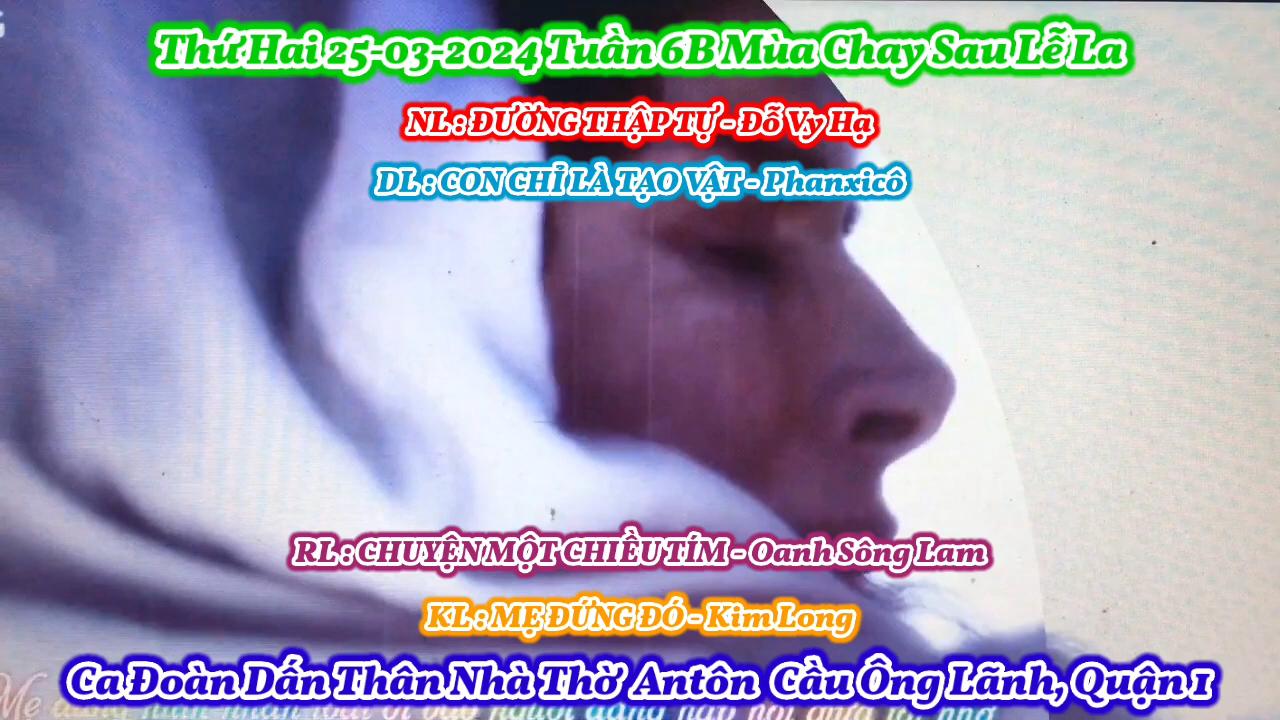 Thứ Hai 25-03-2024 Tuần 6B Mùa Chay Sau Lễ La
NL : ĐƯỜNG THẬP TỰ - Đỗ Vy Hạ
DL : CON CHỈ LÀ TẠO VẬT - Phanxicô
RL : CHUYỆN MỘT CHIỀU TÍM - Oanh Sông Lam
KL : MẸ ĐỨNG ĐÓ - Kim Long
Ca Đoàn Dấn Thân Nhà Thờ Antôn Cầu Ông Lãnh, Quận 1
Mẹ